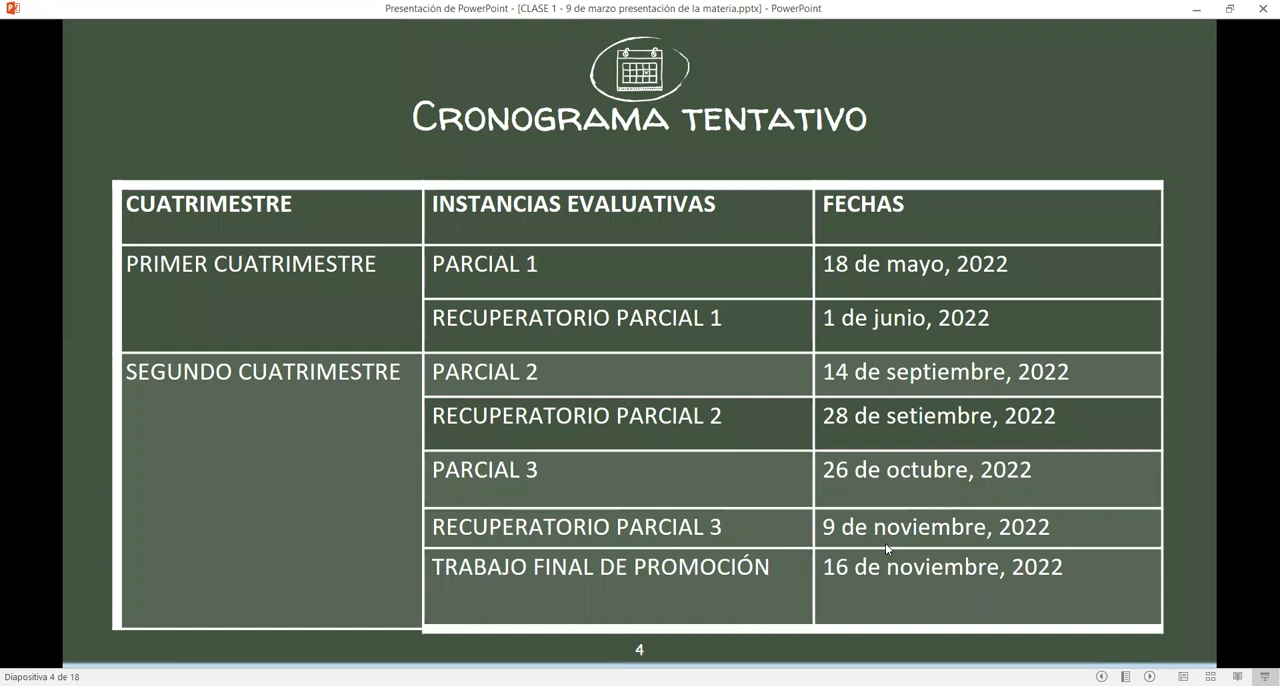 Presentación de PowerPoint - [CLASE 1 - 9 de marzo presentación de la materia.pptx] - PowerPoint
CRONOGRAMA TENTATIVO
CUATRIMESTRE INSTANCIAS EVALUATIVAS FECHAS
PRIMER CUATRIMESTRE PARCIAL 1 18 de mayo, 2022
RECUPERATORIO PARCIAL 1 1 de junio, 2022
SEGUNDO CUATRIMESTRE PARCIAL 2 14 de septiembre, 2022
RECUPERATORIO PARCIAL 2 28 de setiembre, 2022
PARCIAL 3 26 de octubre, 2022
RECUPERATORIO PARCIAL 3 9 de noviembre, 2022
TRABAJO FINAL DE PROMOCIÓN 16 de noviembre, 2022
4
Diapositiva 4 de 18